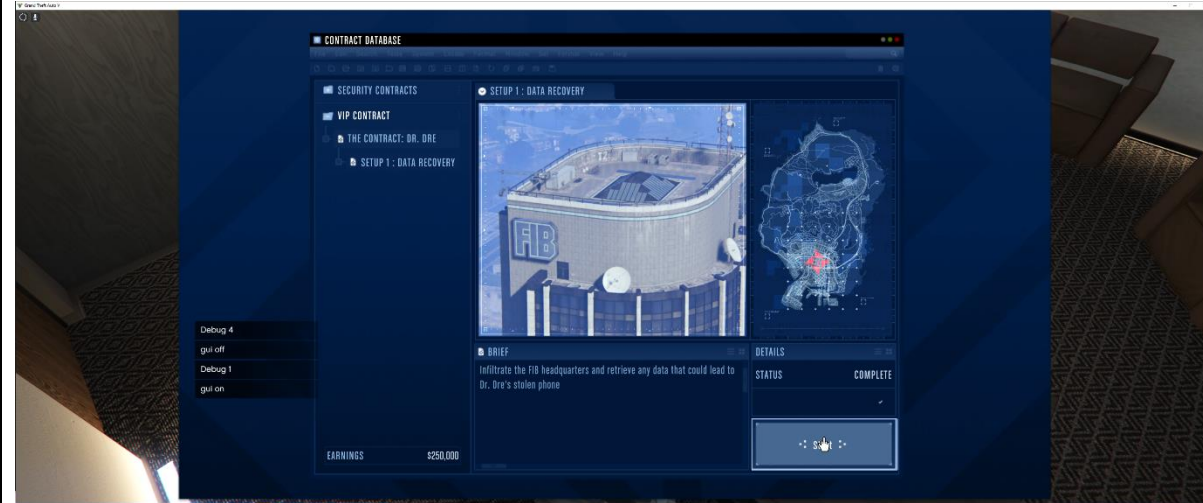 Grand Theft Auto V
CONTRACT DATABASE
SECURITY CONTRACTS
VIP CONTRACT
THE CONTRACT: DR. DRE
SETUP 1 : DATA RECOVERY
EARNINGS $250,000
SETUP 1 : DATA RECOVERY
FIB
BRIEF
Infiltrate the FIB headquarters and retrieve any data that could lead to
Dr. Dre's stolen phone
DETAILS
STATUS COMPLETE
Debug 4
gui off
Debug 1
gui on